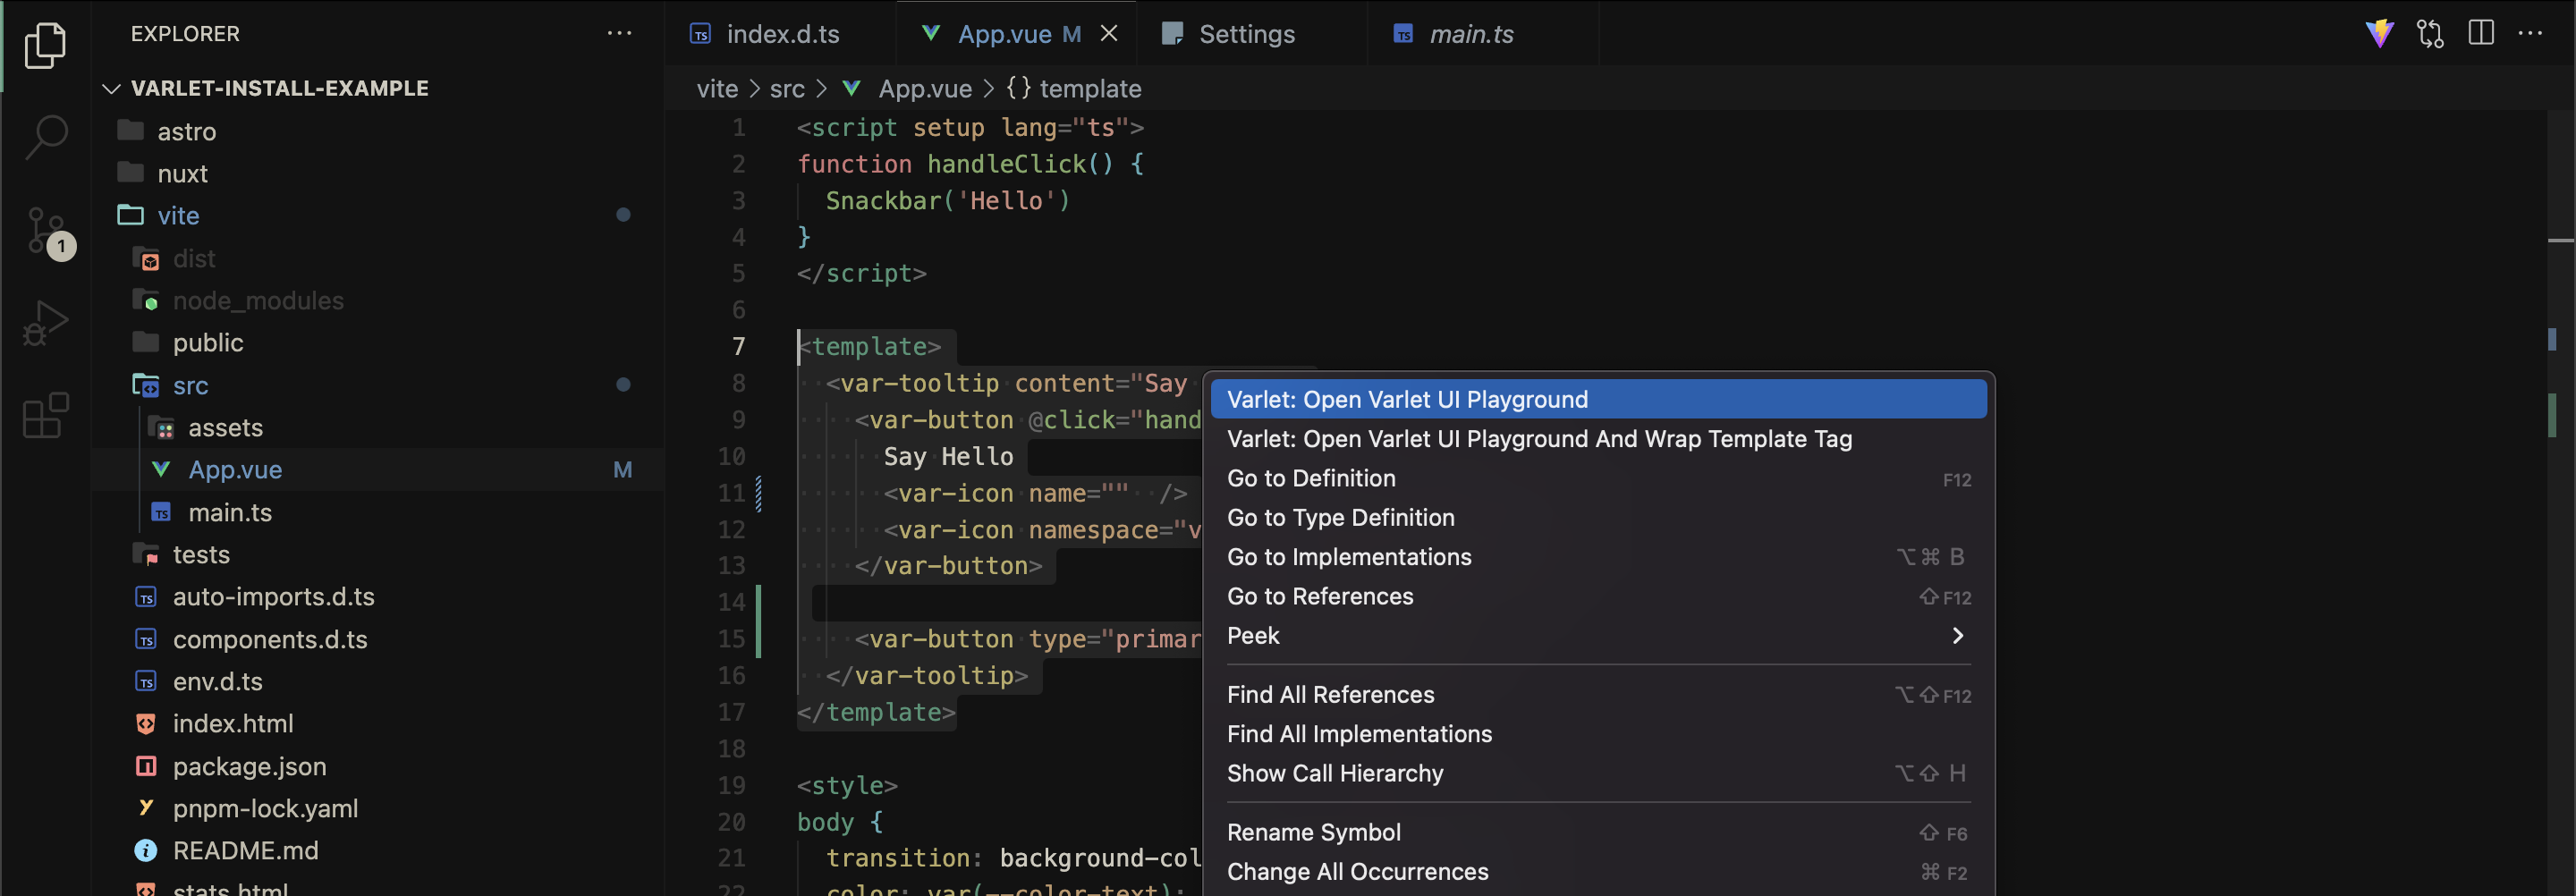 EXPLORER
VARLET-INSTALL-EXAMPLE
astro
nuxt
vite
dist
node_modules
public
src
assets
App.vue M
main.ts
tests
auto-imports.d.ts
components.d.ts
env.d.ts
index.html
package.json
pnpm-lock.yaml
README.md
stats.html
1
index.d.ts App.vue M Settings main.ts
vite > src > App.vue > {} template
1 <script setup lang="ts">
2 function handleClick() {
3 Snackbar('Hello')
4 }
5 </script>
6
7 <template>
8 <var-tooltip content="Say
9 <var-button @click="hand
10 Say Hello
11 <var-icon name="" />
12 <var-icon namespace="v
13 </var-button>
14
15 <var-button type="primar
16 </var-tooltip>
17 </template>
18
19 <style>
20 body {
21 transition: background-col
22 color: var(--color-text);
Varlet: Open Varlet UI Playground
Varlet: Open Varlet UI Playground And Wrap Template Tag
Go to Definition F12
Go to Type Definition
Go to Implementations ⌥⌘ B
Go to References ⇧F12
Peek
Find All References ⌥⇧F12
Find All Implementations
Show Call Hierarchy ⌥⇧ H
Rename Symbol ⇧ F6
Change All Occurrences ⌘ F2